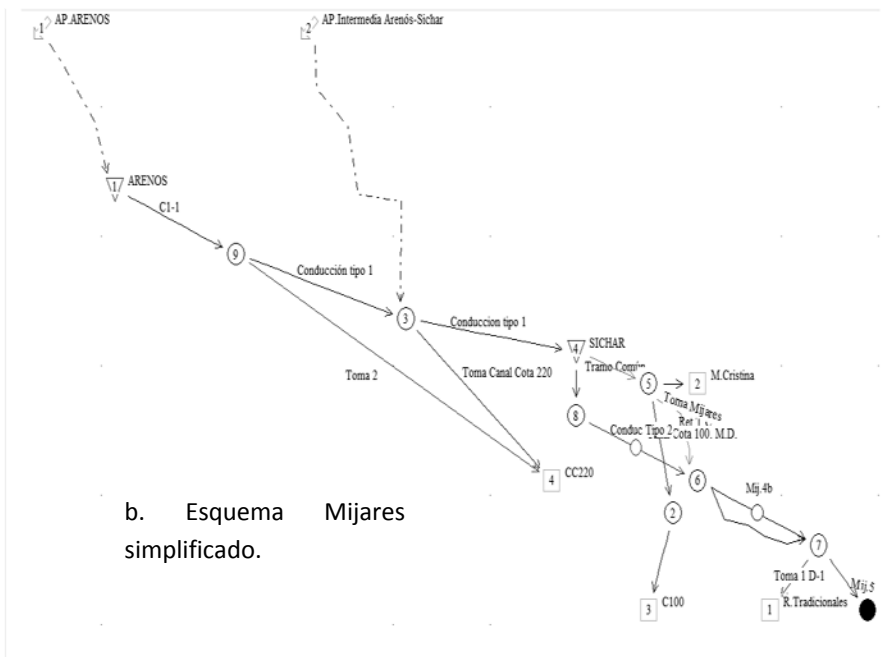 1 AP.ARENOS
2 AP.Intermedia Arenós-Sichar
1 ARENOS
C1-1
9
Conducción tipo 1
3
Conduccion tipo 1
4 SICHAR
Toma 2
Toma Canal Cota 220
Tramo Común
5
2 M.Cristina
Toma Mijares
8
Conduc Tipo 2
Cota 100. M.D.
4 CC220
6
Mij.4b
2
7
b. Esquema Mijares
simplificado.
Toma 1 D-1
Mij.5
3 C100
1 R.Tradicionales